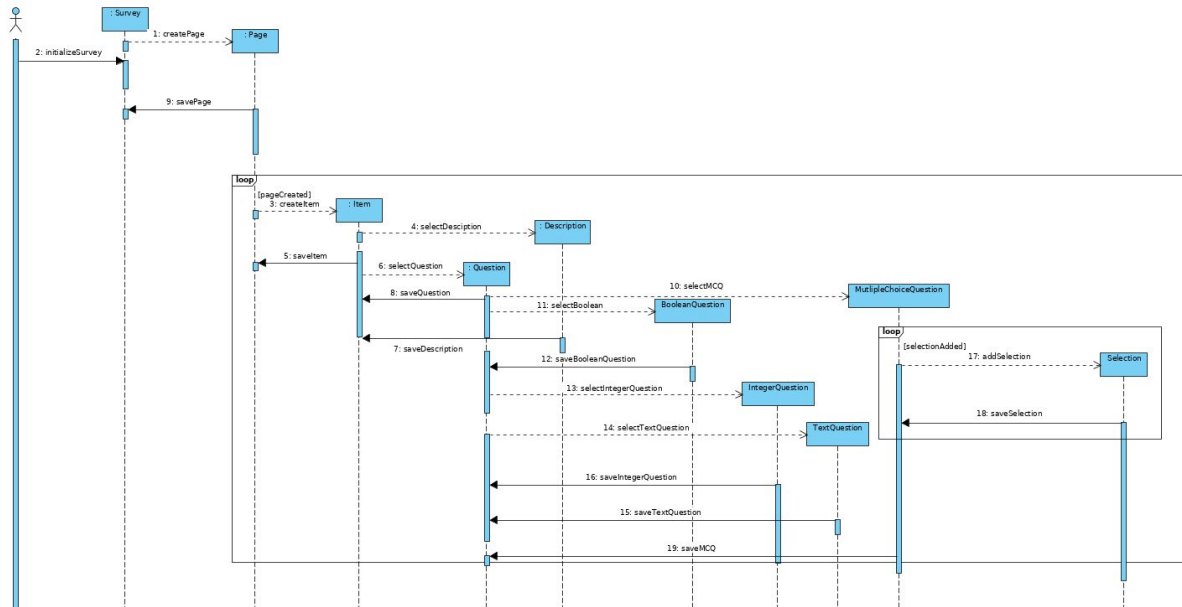 : Survey
1: createPage
: Page
2: initializeSurvey
9: savePage
loop
[pageCreated]
3: createItem
: Item
4: selectDesciption
: Description
5: saveItem
6: selectQuestion
: Question
8: saveQuestion
10: selectMCQ
MutlipleChoiceQuestion
11: selectBoolean
BooleanQuestion
7: saveDescription
loop
[selectionAdded]
17: addSelection
Selection
12: saveBooleanQuestion
13: selectIntegerQuestion
IntegerQuestion
18: saveSelection
14: selectTextQuestion
TextQuestion
16: saveIntegerQuestion
15: saveTextQuestion
19: saveMCQ